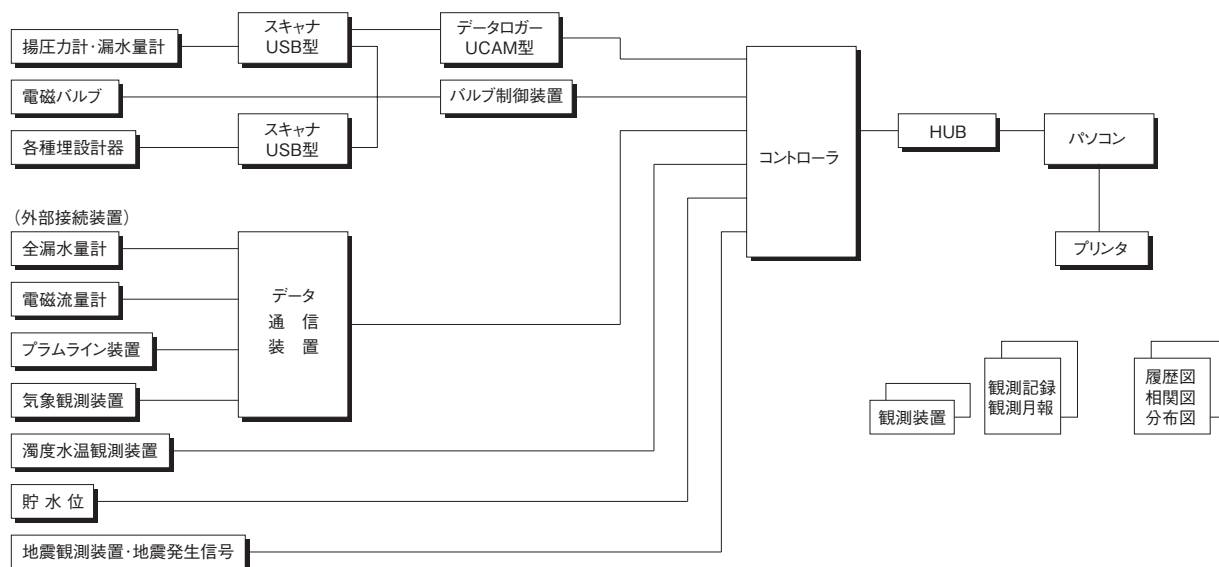 揚圧力計・漏水量計
スキャナ
USB型
データロガー
UCAM型
電磁バルブ
バルブ制御装置
各種埋設計器
スキャナ
USB型
コントローラ
HUB
パソコン
プリンタ
（外部接続装置）
全漏水量計
電磁流量計
プラムライン装置
気象観測装置
データ
通　信
装　置
濁度水温観測装置
貯 水 位
地震観測装置・地震発生信号
観測装置
観測記録
観測月報
履歴図
相関図
分布図